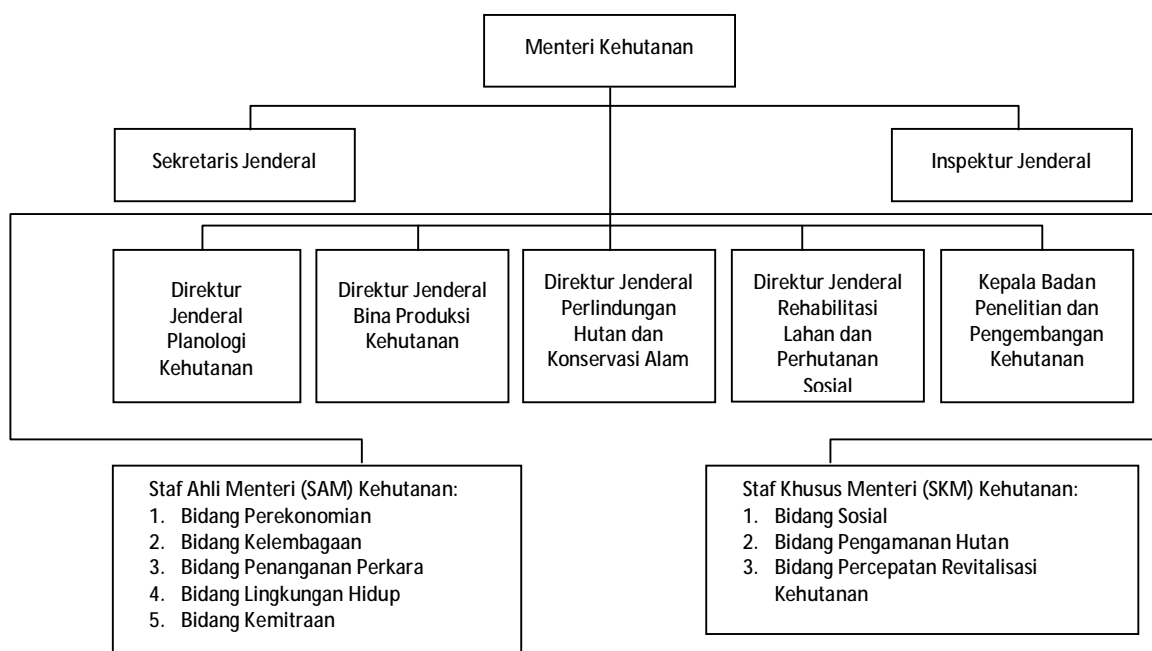 Menteri Kehutanan
Sekretaris Jenderal
Inspektur Jenderal
Direktur
Jenderal
Planologi
Kehutanan
Direktur Jenderal
Bina Produksi
Kehutanan
Direktur Jenderal
Perlindungan
Hutan dan
Konservasi Alam
Direktur Jenderal
Rehabilitasi
Lahan dan
Perhutanan
Sosial
Kepala Badan
Penelitian dan
Pengembangan
Kehutanan
Staf Ahli Menteri (SAM) Kehutanan:
1. Bidang Perekonomian
2. Bidang Kelembagaan
3. Bidang Penanganan Perkara
4. Bidang Lingkungan Hidup
5. Bidang Kemitraan
Staf Khusus Menteri (SKM) Kehutanan:
1. Bidang Sosial
2. Bidang Pengamanan Hutan
3. Bidang Percepatan Revitalisasi
Kehutanan